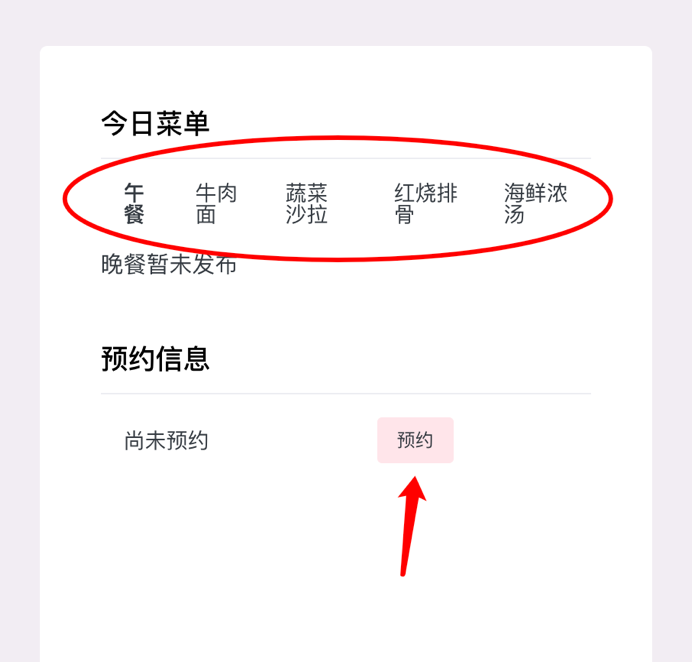 今日菜单
午 牛肉 蔬菜 红烧排 海鲜浓
餐 面 沙拉 骨 汤
晚餐暂未发布
预约信息
尚未预约 预约